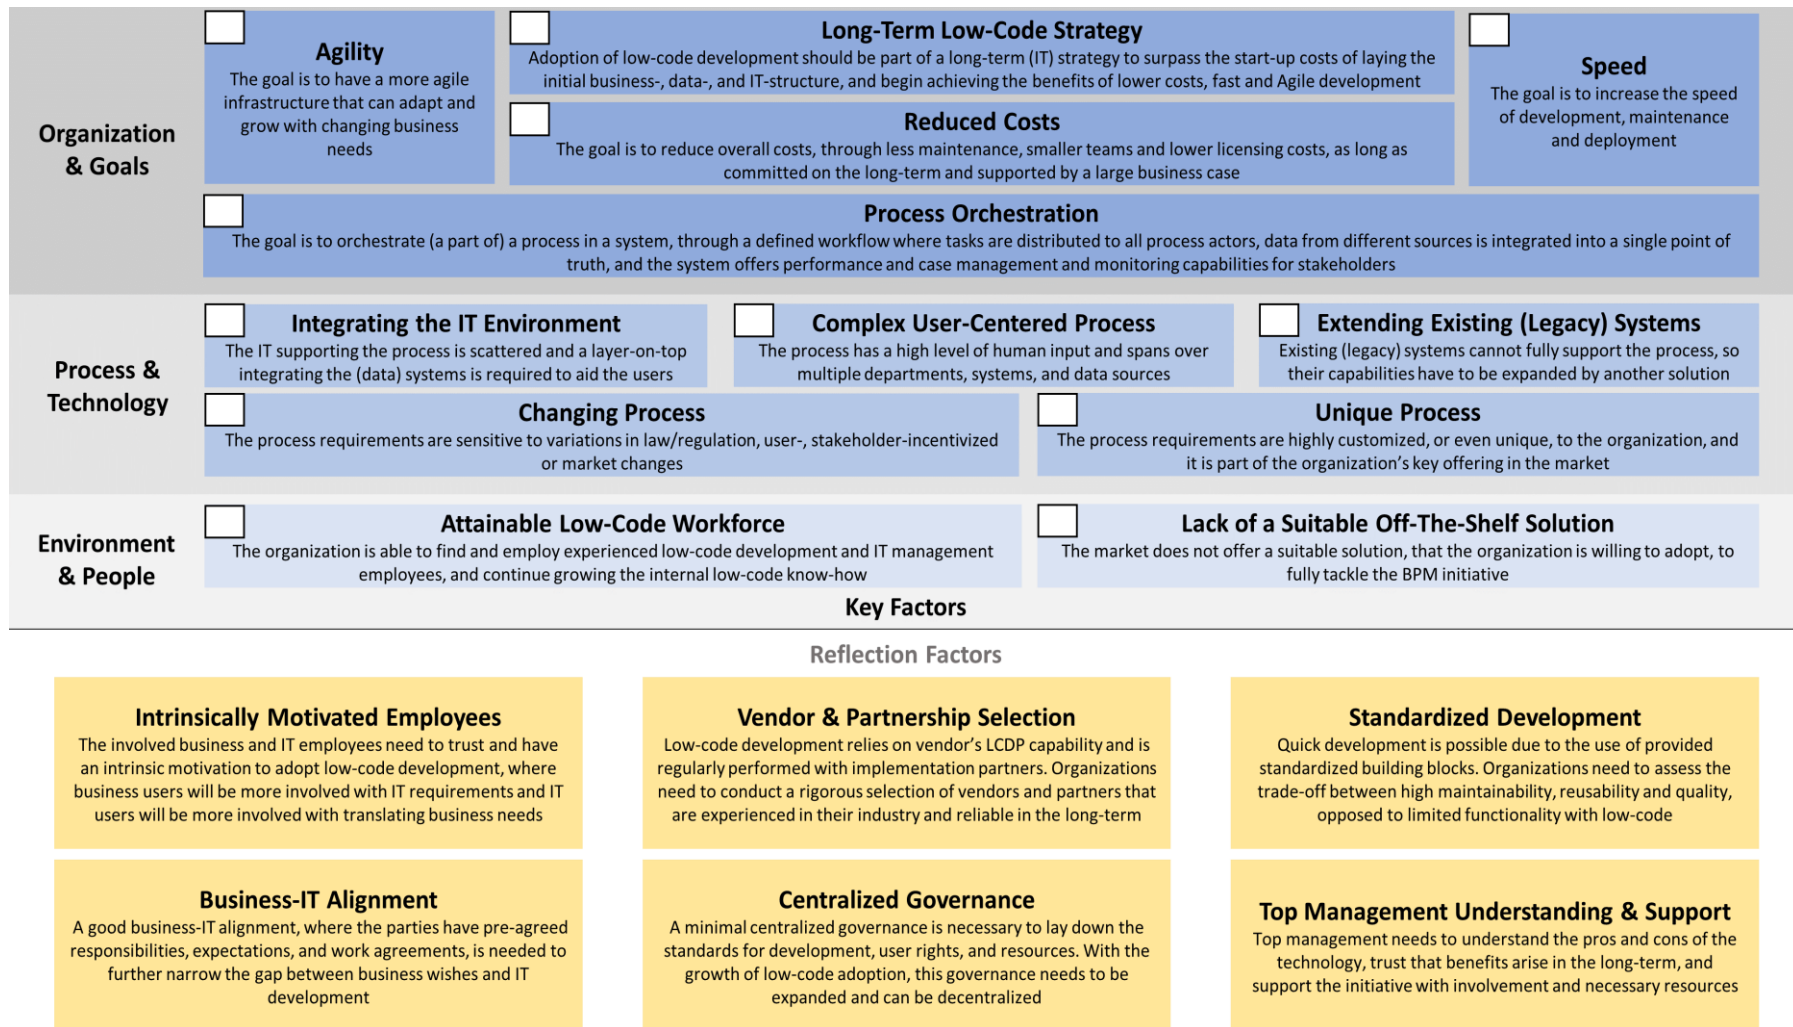 Organization
& Goals
Agility
The goal is to have a more agile
infrastructure that can adapt and
grow with changing business
needs
Long-Term Low-Code Strategy
Adoption of low-code development should be part of a long-term (IT) strategy to surpass the start-up costs of laying the
initial business-, data-, and IT-structure, and begin achieving the benefits of lower costs, fast and Agile development
Reduced Costs
The goal is to reduce overall costs, through less maintenance, smaller teams and lower licensing costs, as long as
committed on the long-term and supported by a large business case
Speed
The goal is to increase the speed
of development, maintenance
and deployment
Process Orchestration
The goal is to orchestrate (a part of) a process in a system, through a defined workflow where tasks are distributed to all process actors, data from different sources is integrated into a single point of
truth, and the system offers performance and case management and monitoring capabilities for stakeholders
Process &
Technology
Integrating the IT Environment
The IT supporting the process is scattered and a layer-on-top
integrating the (data) systems is required to aid the users
Complex User-Centered Process
The process has a high level of human input and spans over
multiple departments, systems, and data sources
Extending Existing (Legacy) Systems
Existing (legacy) systems cannot fully support the process, so
their capabilities have to be expanded by another solution
Changing Process
The process requirements are sensitive to variations in law/regulation, user-, stakeholder-incentivized
or market changes
Unique Process
The process requirements are highly customized, or even unique, to the organization, and
it is part of the organization's key offering in the market
Environment
& People
Attainable Low-Code Workforce
The organization is able to find and employ experienced low-code development and IT management
employees, and continue growing the internal low-code know-how
Lack of a Suitable Off-The-Shelf Solution
The market does not offer a suitable solution, that the organization is willing to adopt, to
fully tackle the BPM initiative
Key Factors
Reflection Factors
Intrinsically Motivated Employees
The involved business and IT employees need to trust and have
an intrinsic motivation to adopt low-code development, where
business users will be more involved with IT requirements and IT
users will be more involved with translating business needs
Vendor & Partnership Selection
Low-code development relies on vendor's LCDP capability and is
regularly performed with implementation partners. Organizations
need to conduct a rigorous selection of vendors and partners that
are experienced in their industry and reliable in the long-term
Standardized Development
Quick development is possible due to the use of provided
standardized building blocks. Organizations need to assess the
trade-off between high maintainability, reusability and quality,
opposed to limited functionality with low-code
Business-IT Alignment
A good business-IT alignment, where the parties have pre-agreed
responsibilities, expectations, and work agreements, is needed to
further narrow the gap between business wishes and IT
development
Centralized Governance
A minimal centralized governance is necessary to lay down the
standards for development, user rights, and resources. With the
growth of low-code adoption, this governance needs to be
expanded and can be decentralized
Top Management Understanding & Support
Top management needs to understand the pros and cons of the
technology, trust that benefits arise in the long-term, and
support the initiative with involvement and necessary resources